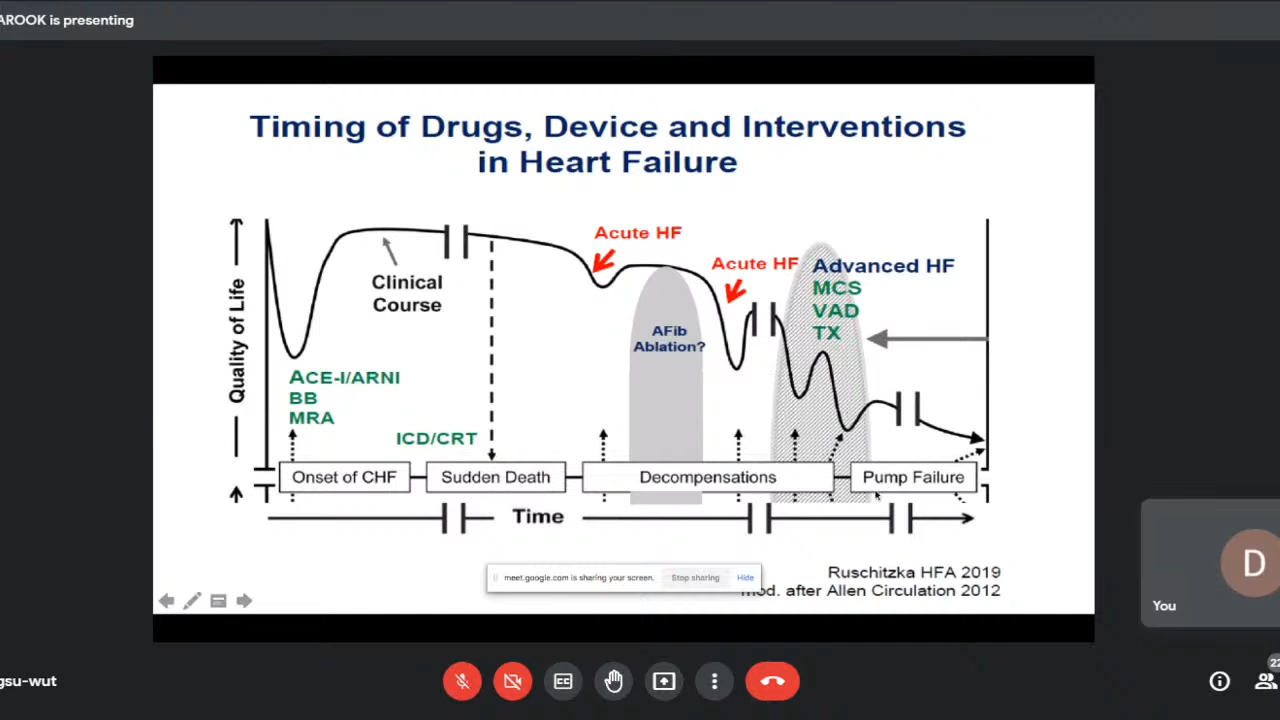 AROOK is presenting
Timing of Drugs, Device and Interventions
in Heart Failure
Quality of Life
Clinical
Course
Acute HF
Acute HF
Advanced HF
MCS
VAD
TX
AFib
Ablation?
ACE-I/ARNI
BB
MRA
ICD/CRT
Onset of CHF
Sudden Death
Decompensations
Pump Failure
Time
meet.google.com is sharing your screen.
Stop sharing
Hide
Ruschitzka HFA 2019
mod. after Allen Circulation 2012
D
You
gsu-wut
22